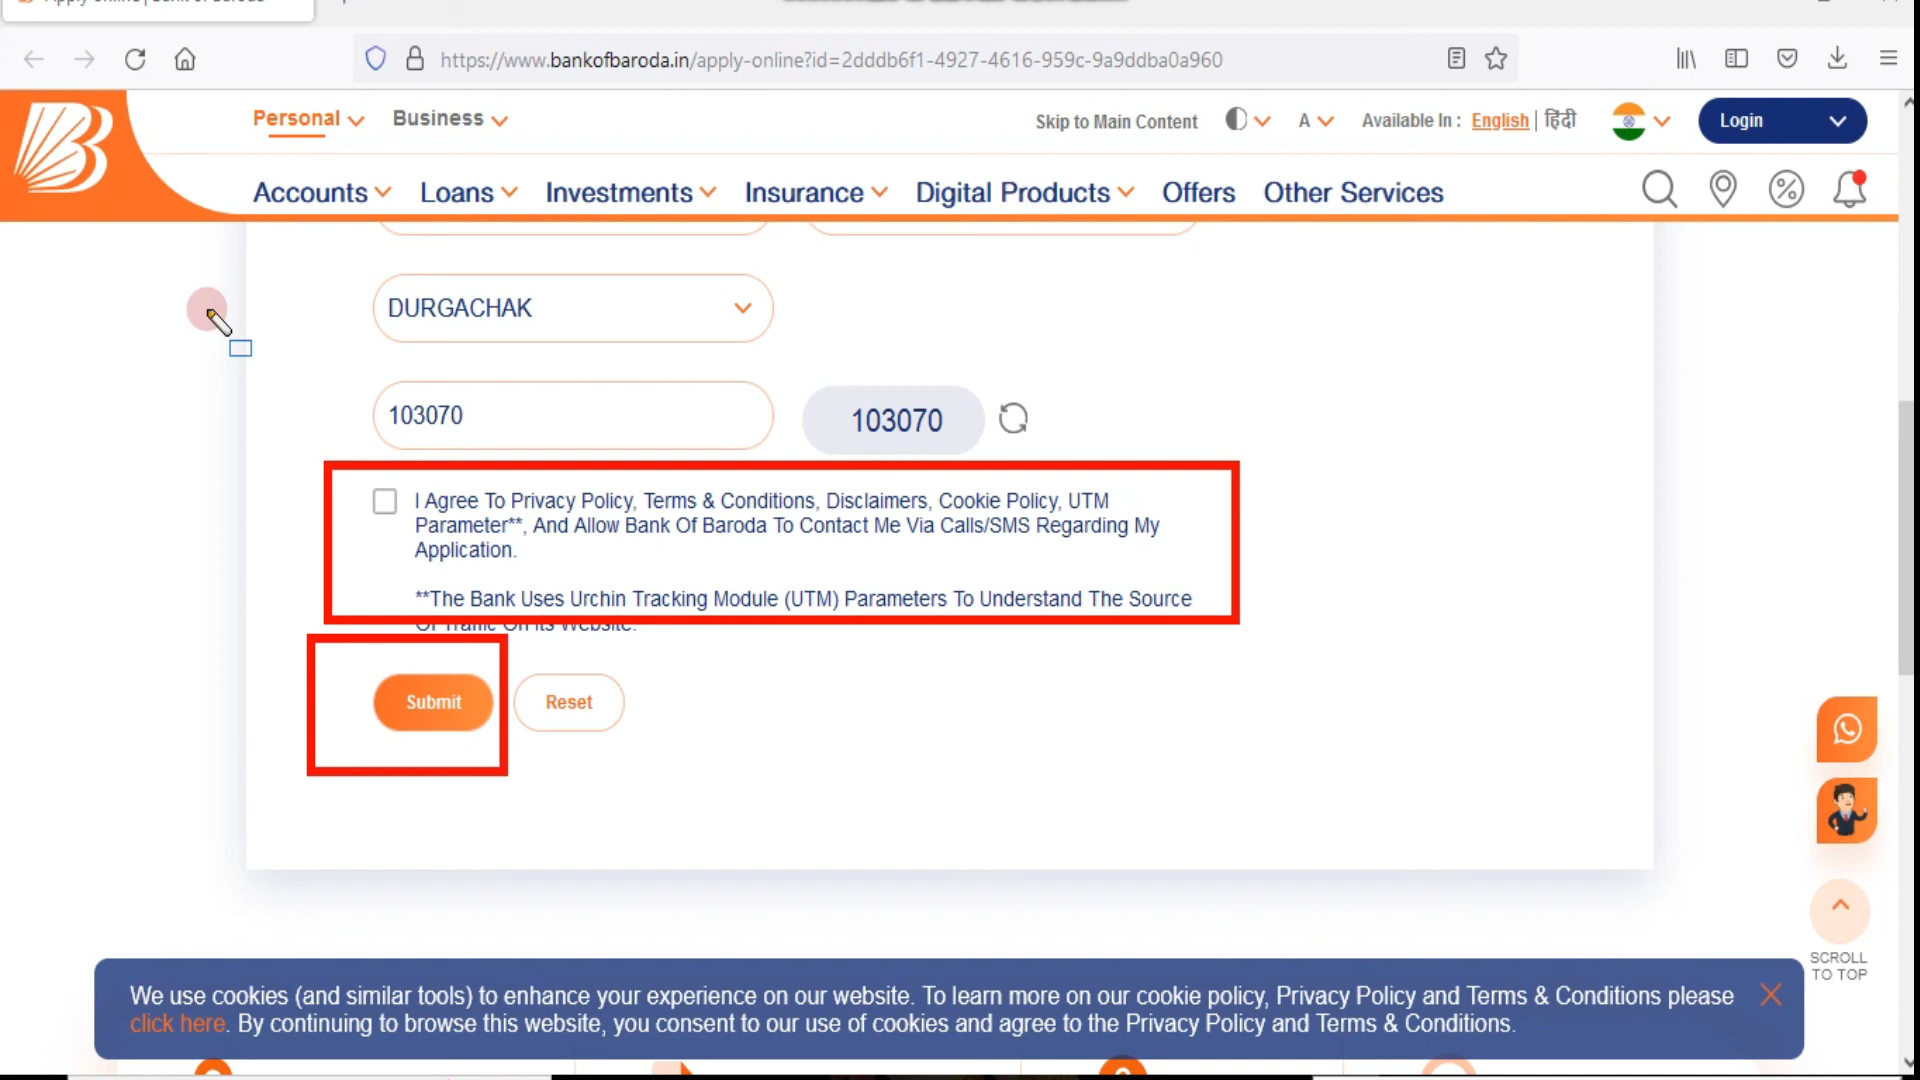 https://www.bankofbaroda.in/apply-online?id=2dddb6f1-4927-4616-959c-9a9ddba0a960
Personal Business Skip to Main Content A Available In : English | हिंदी Login
Accounts Loans Investments Insurance Digital Products Offers Other Services
DURGACHAK
103070 103070
I Agree To Privacy Policy, Terms & Conditions, Disclaimers, Cookie Policy, UTM
Parameter**, And Allow Bank Of Baroda To Contact Me Via Calls/SMS Regarding My
Application.
**The Bank Uses Urchin Tracking Module (UTM) Parameters To Understand The Source
Of Traffic On Its Website.
Submit Reset
SCROLL
TO TOP
We use cookies (and similar tools) to enhance your experience on our website. To learn more on our cookie policy, Privacy Policy and Terms & Conditions please
click here. By continuing to browse this website, you consent to our use of cookies and agree to the Privacy Policy and Terms & Conditions.